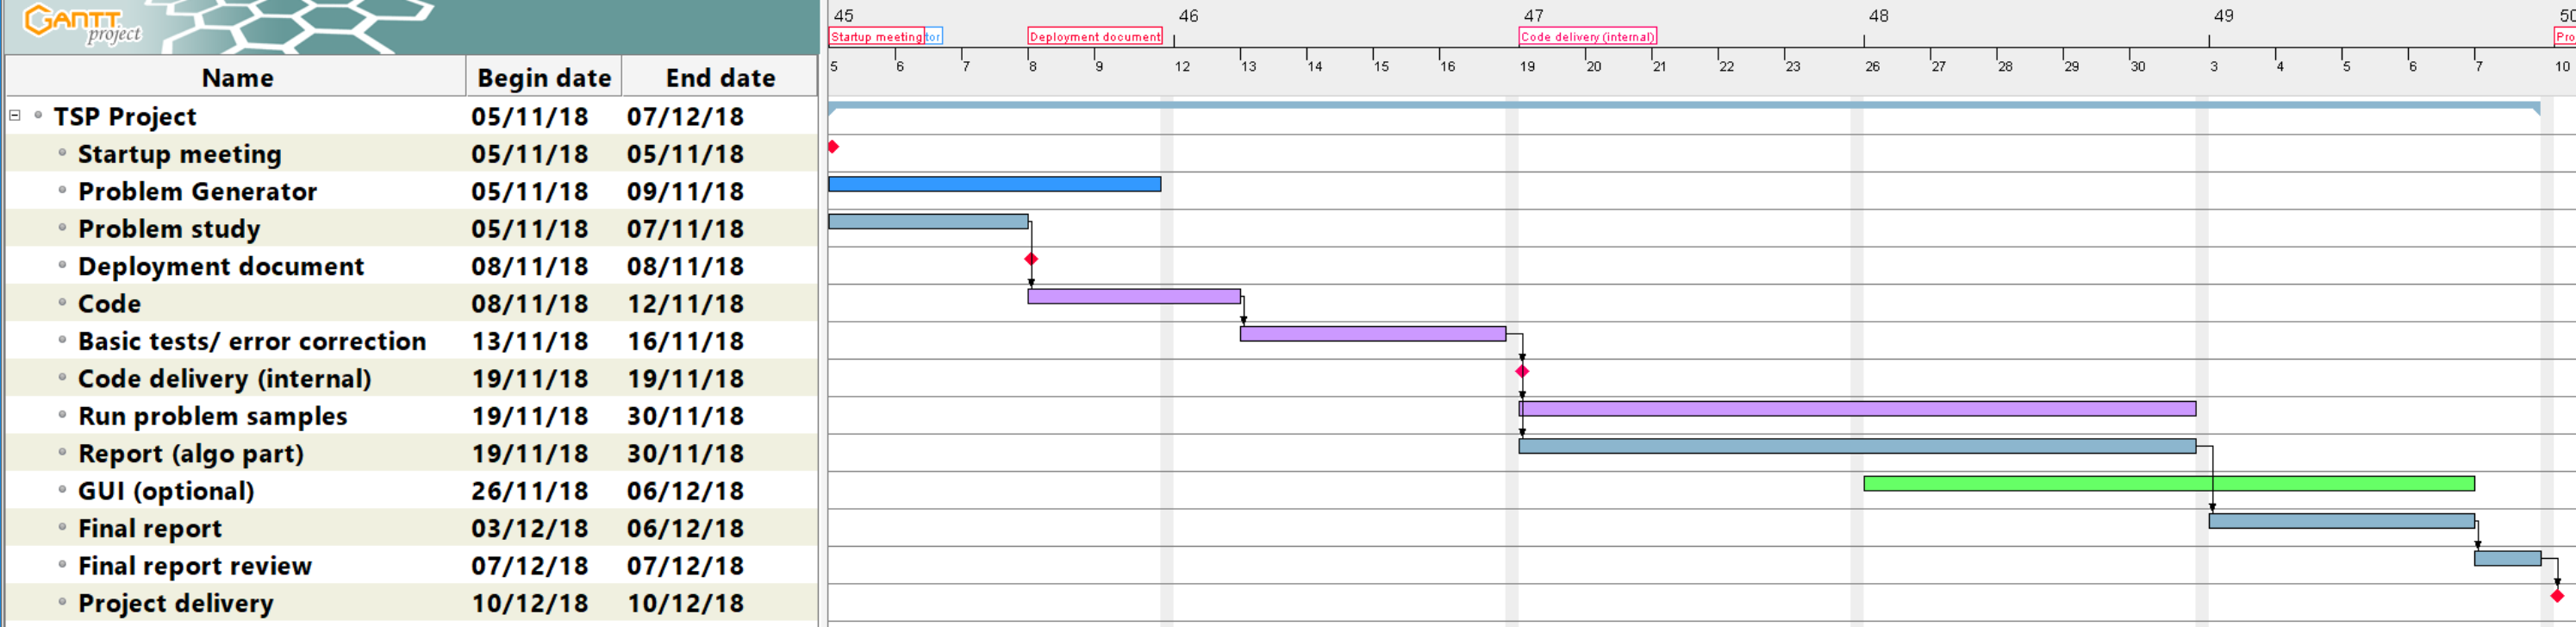 GANTT project
45 46 47 48 49 50
Startup meeting tor Deployment document Code delivery (internal) Pro
5 6 7 8 9 12 13 14 15 16 19 20 21 22 23 26 27 28 29 30 3 4 5 6 7 10
Name Begin date End date
TSP Project 05/11/18 07/12/18
Startup meeting 05/11/18 05/11/18
Problem Generator 05/11/18 09/11/18
Problem study 05/11/18 07/11/18
Deployment document 08/11/18 08/11/18
Code 08/11/18 12/11/18
Basic tests/ error correction 13/11/18 16/11/18
Code delivery (internal) 19/11/18 19/11/18
Run problem samples 19/11/18 30/11/18
Report (algo part) 19/11/18 30/11/18
GUI (optional) 26/11/18 06/12/18
Final report 03/12/18 06/12/18
Final report review 07/12/18 07/12/18
Project delivery 10/12/18 10/12/18